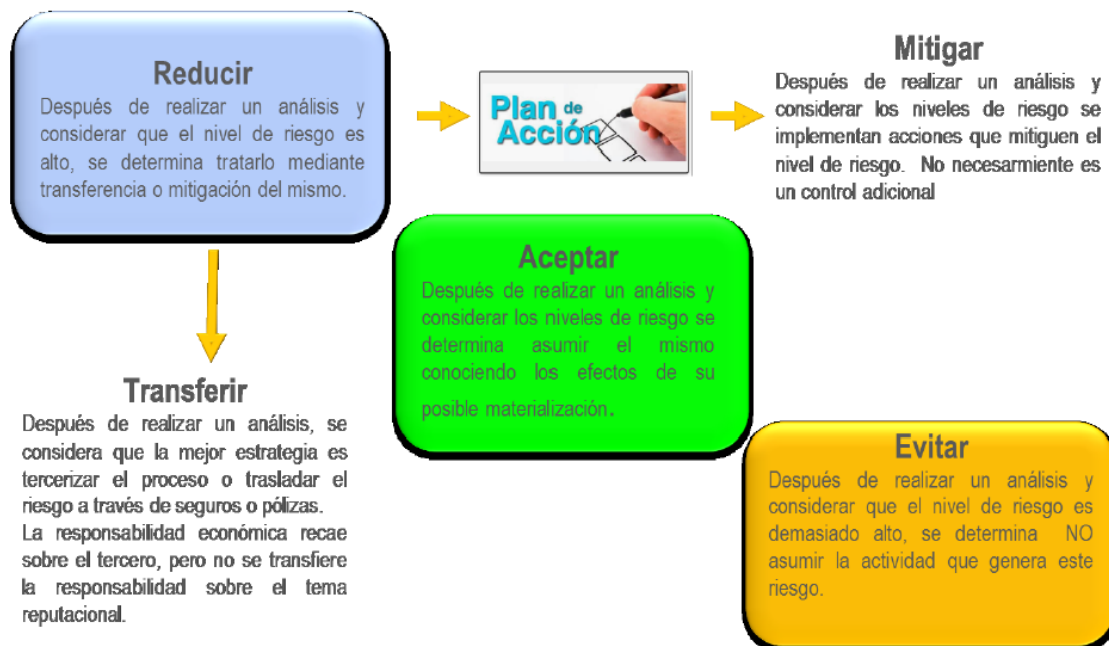 Reducir
Después de realizar un análisis y
considerar que el nivel de riesgo es
alto, se determina tratarlo mediante
transferencia o mitigación del mismo.
Plan de
Acción
Mitigar
Después de realizar un análisis y
considerar los niveles de riesgo se
implementan acciones que mitiguen el
nivel de riesgo. No necesarmiente es
un control adicional
Aceptar
Después de realizar un análisis y
considerar los niveles de riesgo se
determina asumir el mismo
conociendo los efectos de su
posible materialización.
Transferir
Después de realizar un análisis, se
considera que la mejor estrategia es
tercerizar el proceso o trasladar el
riesgo a través de seguros o pólizas.
La responsabilidad económica recae
sobre el tercero, pero no se transfiere
la responsabilidad sobre el tema
reputacional.
Evitar
Después de realizar un análisis y
considerar que el nivel de riesgo es
demasiado alto, se determina NO
asumir la actividad que genera este
riesgo.